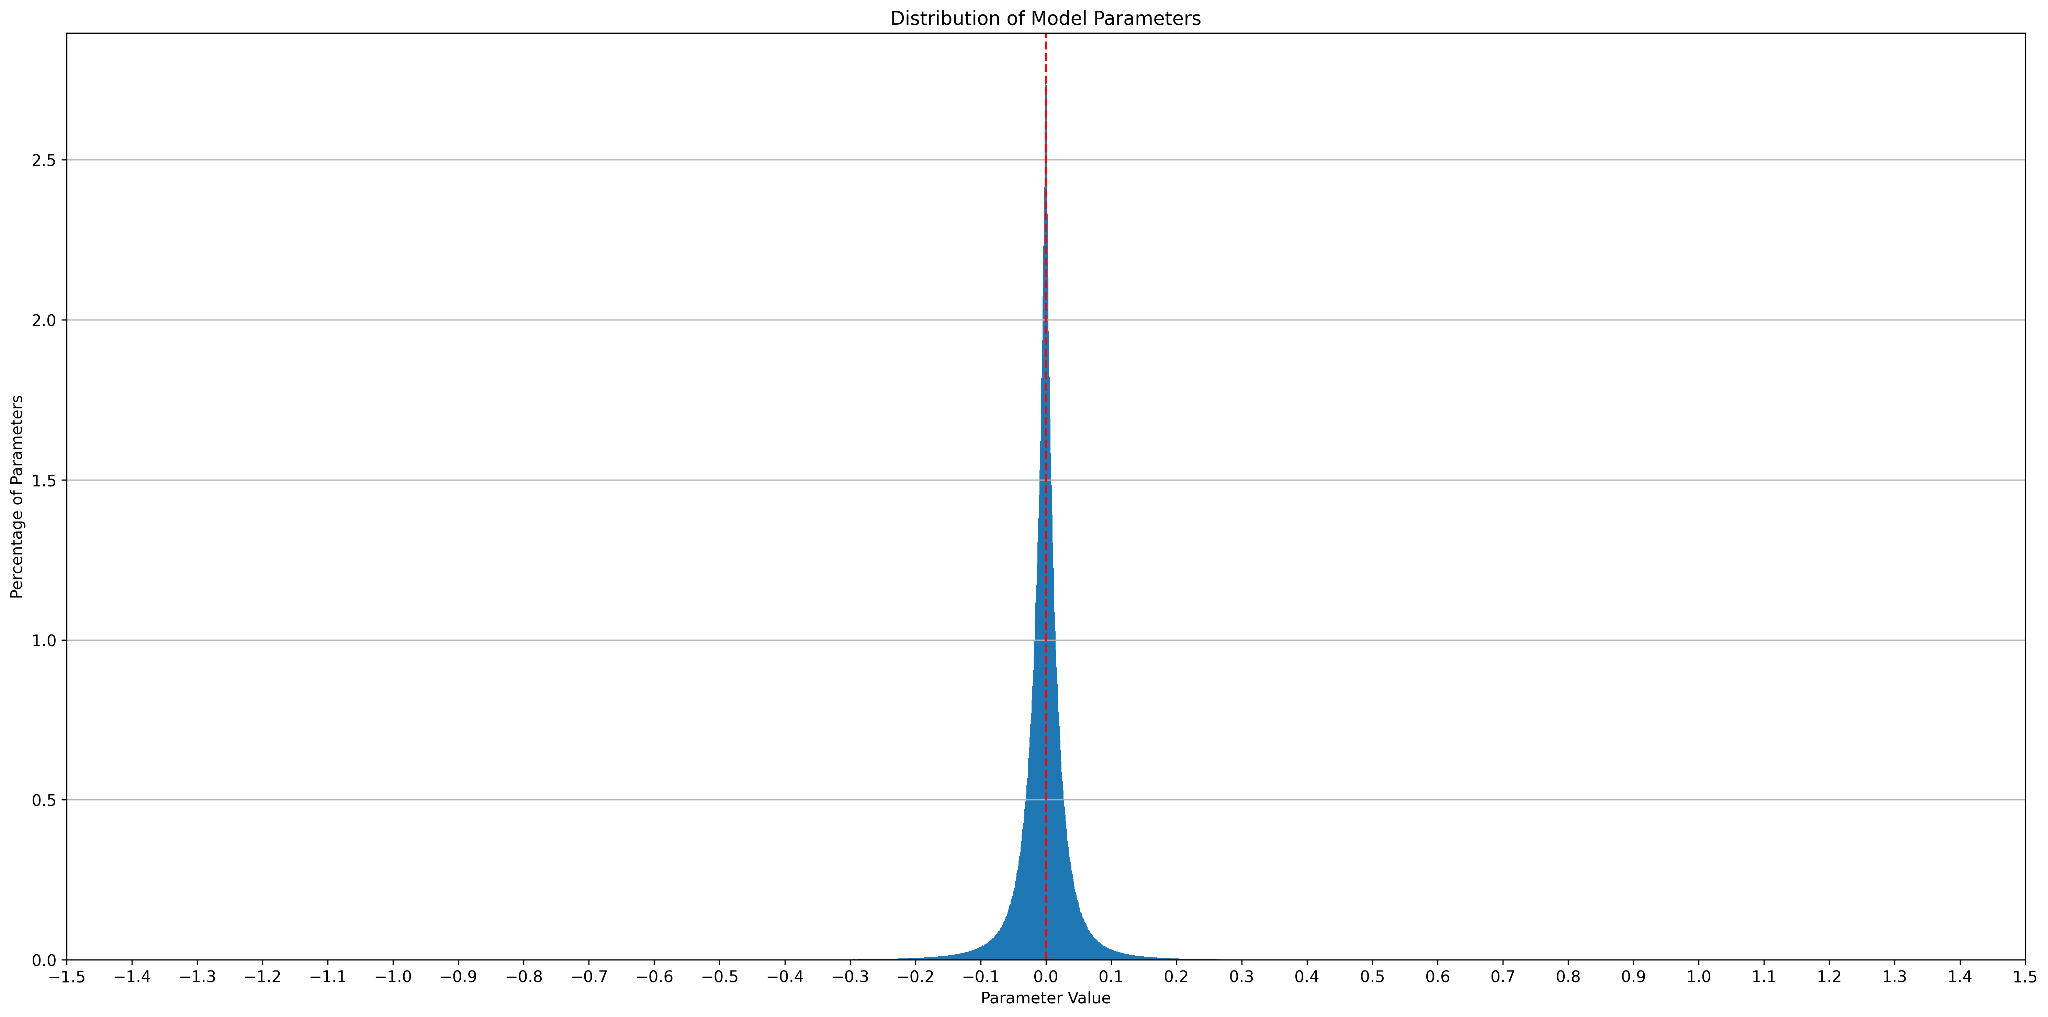 Distribution of Model Parameters
Percentage of Parameters
2.5
2.0
1.5
1.0
0.5
0.0
−1.5 −1.4 −1.3 −1.2 −1.1 −1.0 −0.9 −0.8 −0.7 −0.6 −0.5 −0.4 −0.3 −0.2 −0.1 0.0 0.1 0.2 0.3 0.4 0.5 0.6 0.7 0.8 0.9 1.0 1.1 1.2 1.3 1.4 1.5
Parameter Value